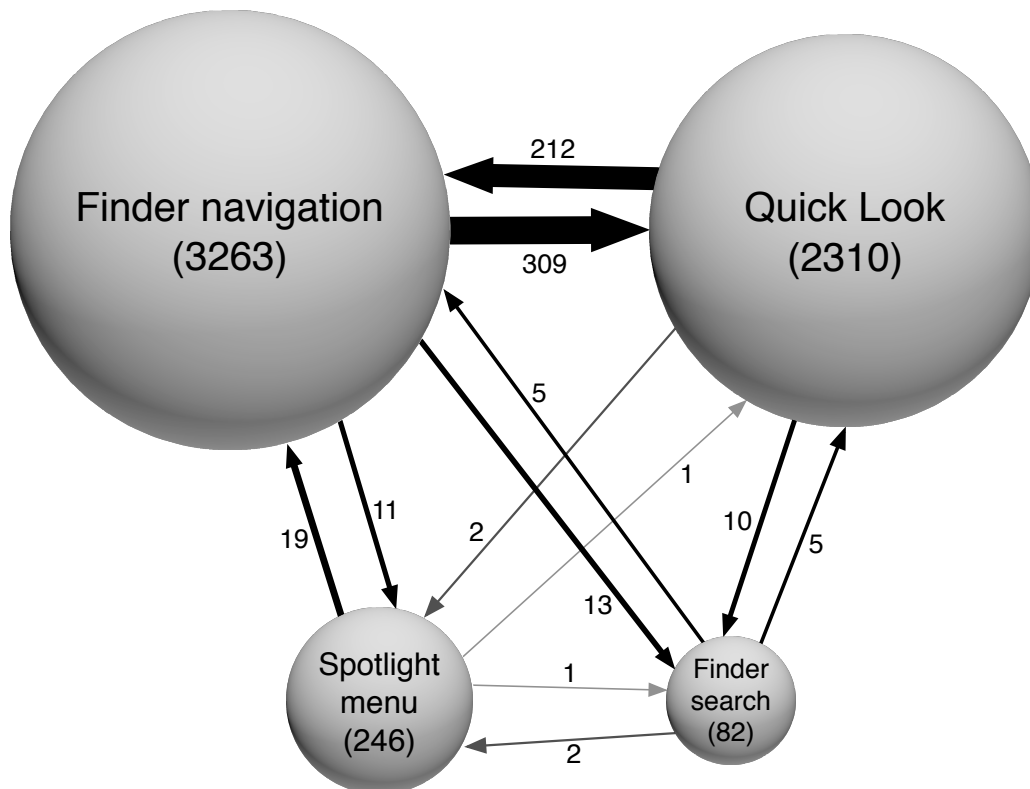 212
Finder navigation
(3263)
Quick Look
(2310)
309
5
1
11
19
2
10
5
13
Spotlight
menu
(246)
1
Finder
search
(82)
2